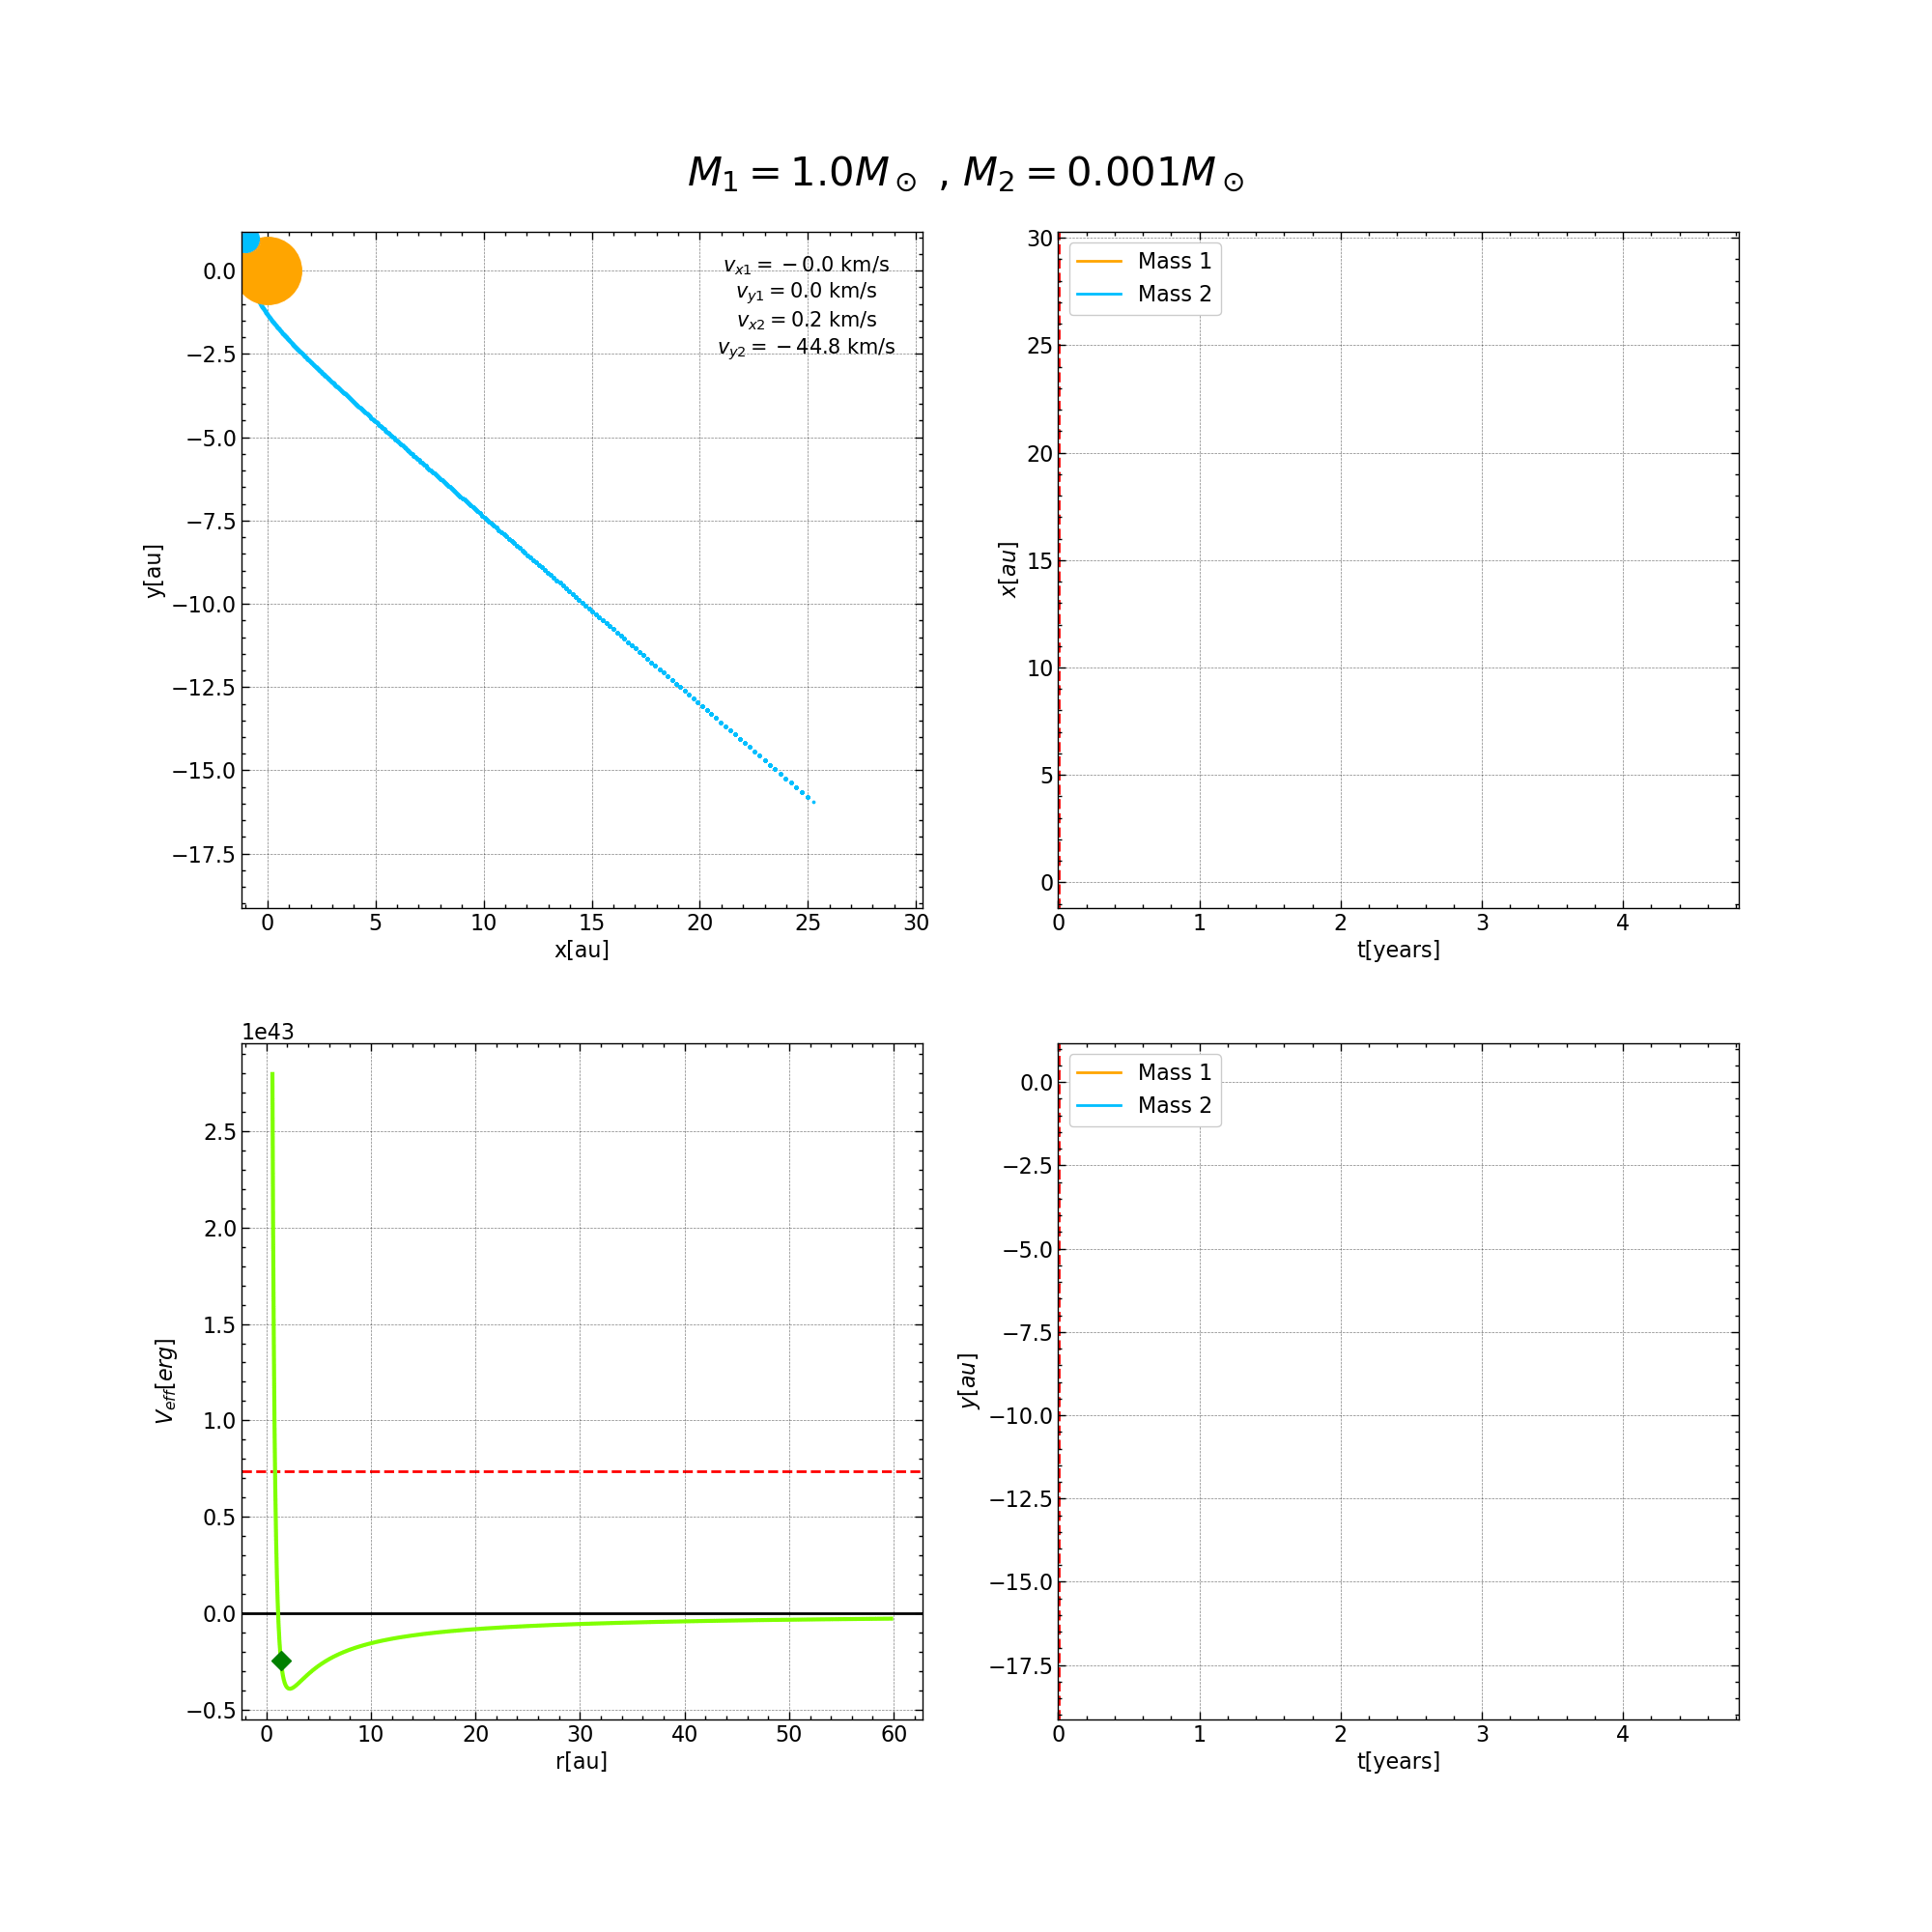 M₁ = 1.0M⊙ , M₂ = 0.001M⊙
vₓ₁ = −0.0 km/s
v_y1 = 0.0 km/s
vₓ₂ = 0.2 km/s
v_y2 = −44.8 km/s
0.0
−2.5
−5.0
−7.5
−10.0
−12.5
−15.0
−17.5
y[au]
0 5 10 15 20 25 30
x[au]
Mass 1
Mass 2
30
25
20
15
10
5
0
x[au]
0 1 2 3 4
t[years]
1e43
2.5
2.0
1.5
1.0
0.5
0.0
−0.5
V_eff[erg]
0 10 20 30 40 50 60
r[au]
Mass 1
Mass 2
0.0
−2.5
−5.0
−7.5
−10.0
−12.5
−15.0
−17.5
y[au]
0 1 2 3 4
t[years]